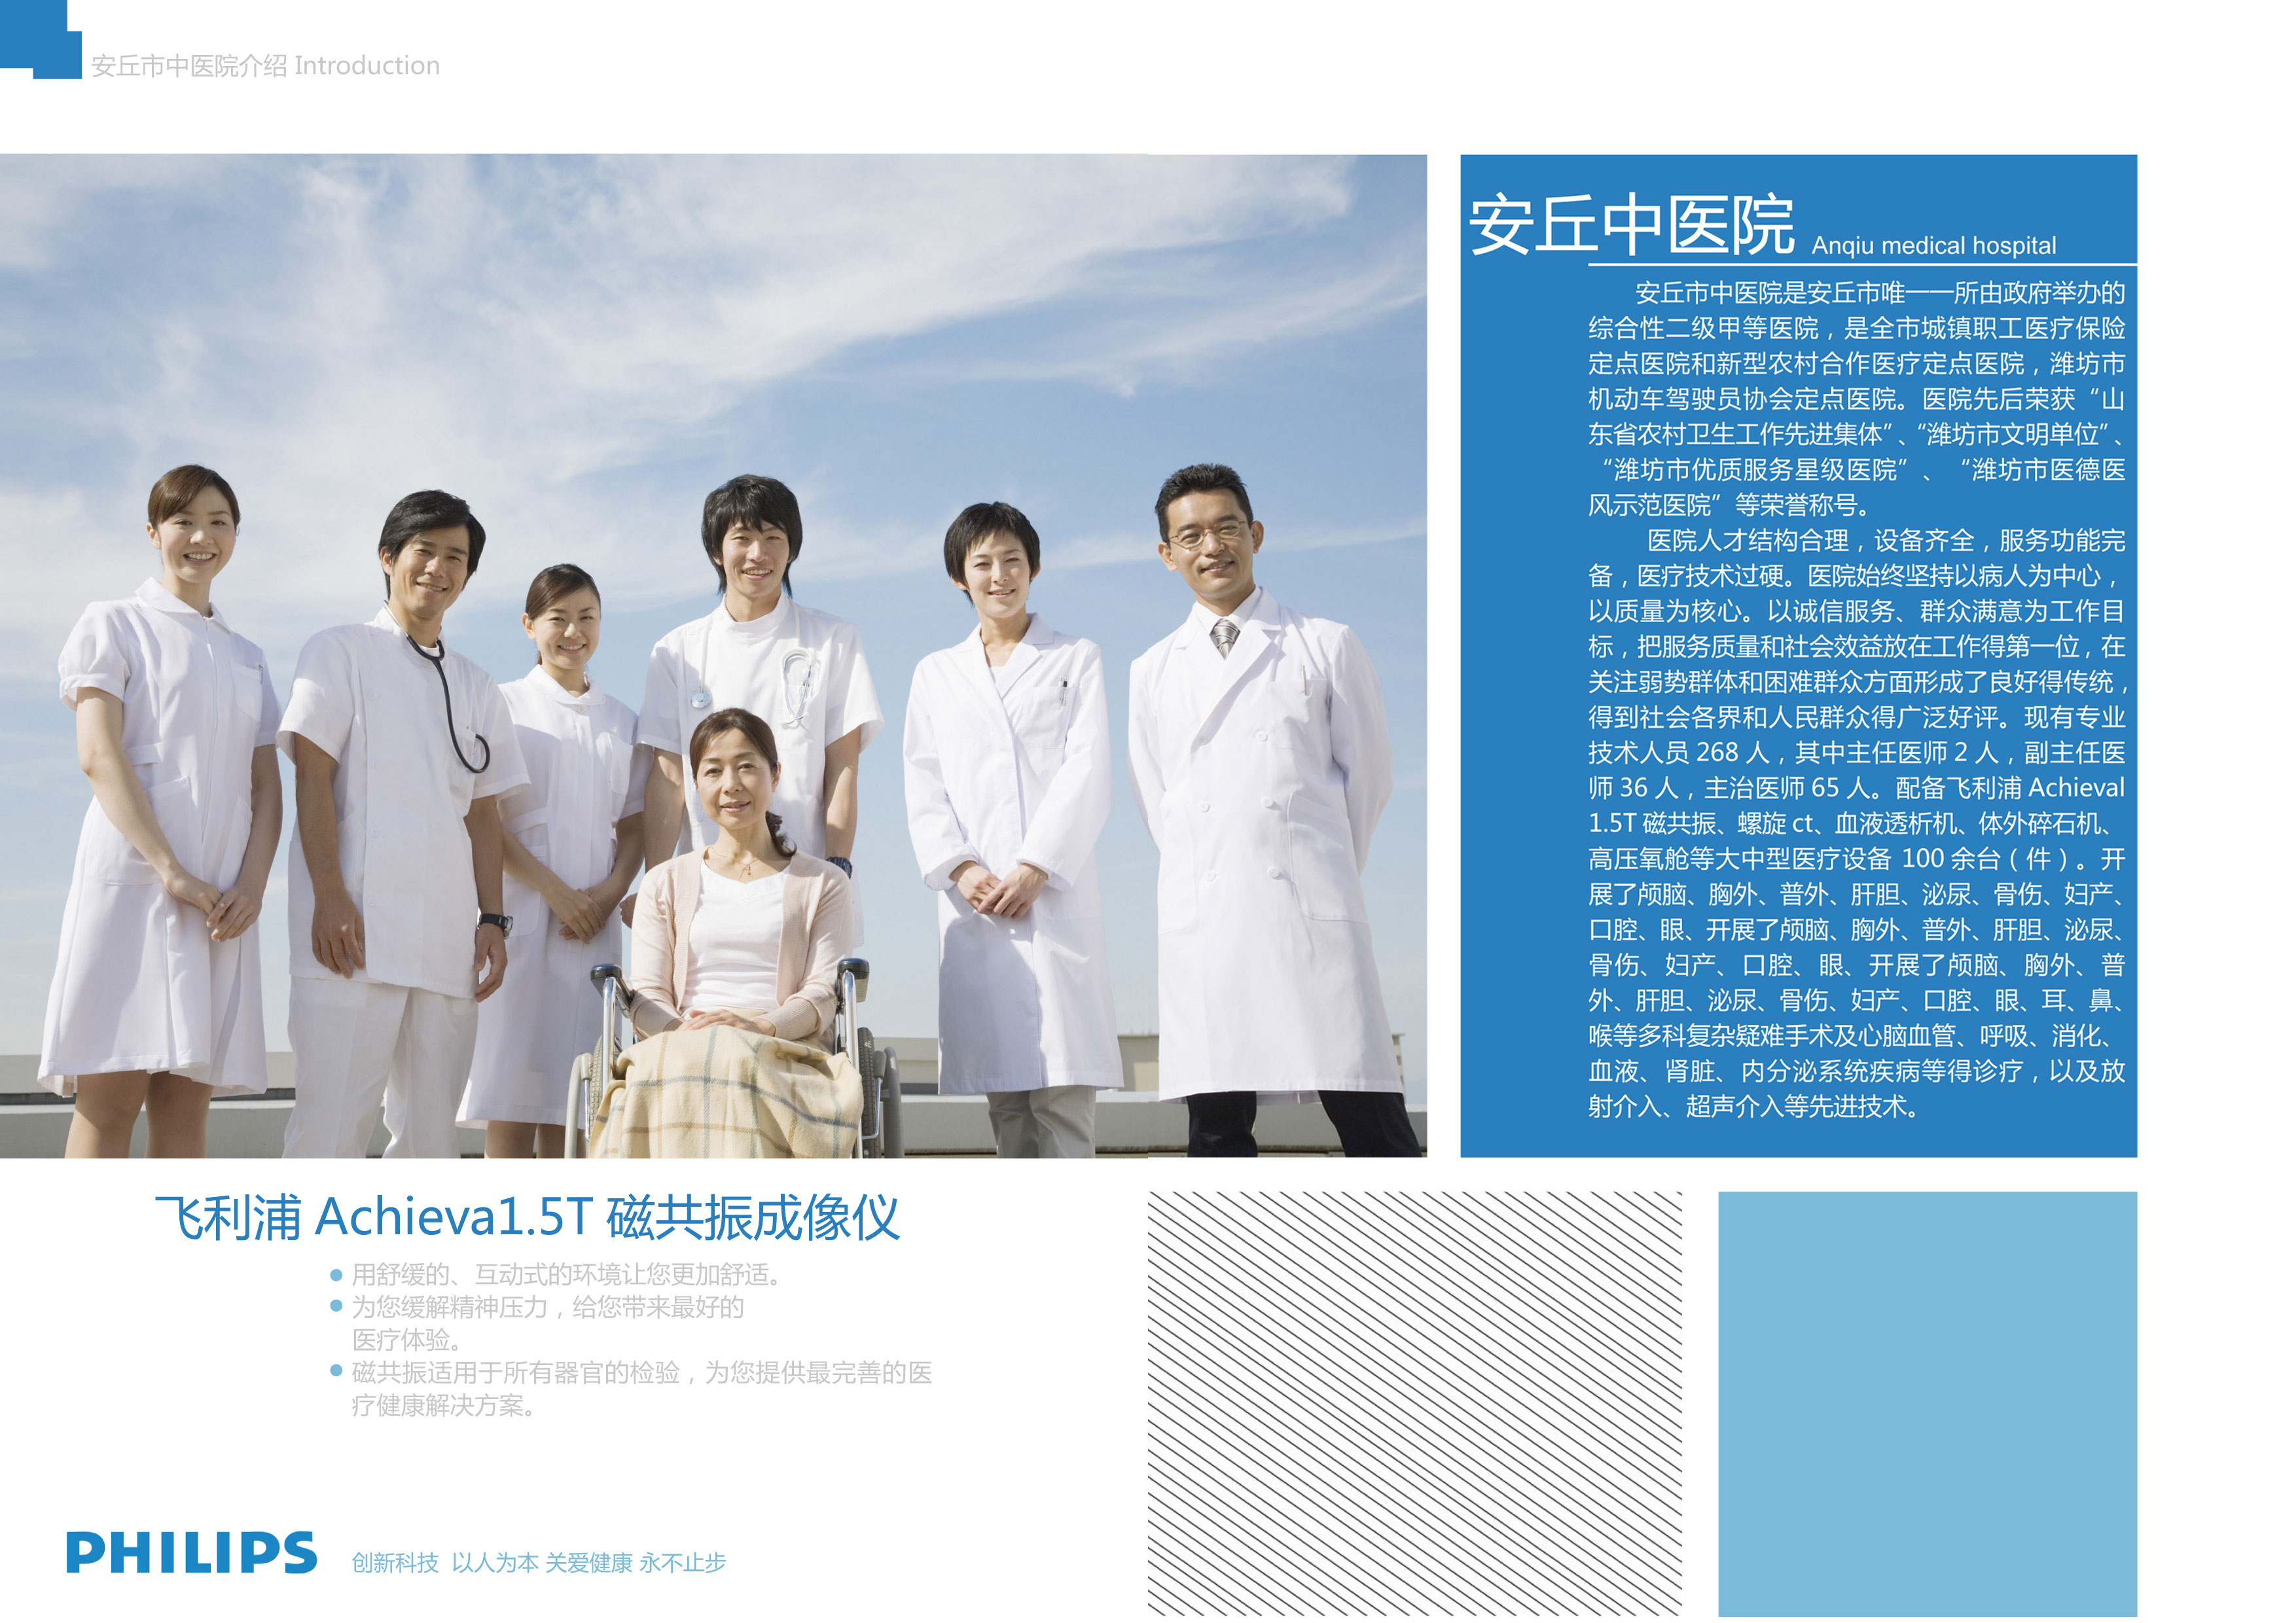 安丘市中医院介绍 Introduction
安丘中医院 Anqiu medical hospital
安丘市中医院是安丘市唯一一所由政府举办的
综合性二级甲等医院，是全市城镇职工医疗保险
定点医院和新型农村合作医疗定点医院，潍坊市
机动车驾驶员协会定点医院。医院先后荣获“山
东省农村卫生工作先进集体”、“潍坊市文明单位”、
“潍坊市优质服务星级医院”、“潍坊市医德医
风示范医院”等荣誉称号。
医院人才结构合理，设备齐全，服务功能完
备，医疗技术过硬。医院始终坚持以病人为中心，
以质量为核心。以诚信服务、群众满意为工作目
标，把服务质量和社会效益放在工作得第一位，在
关注弱势群体和困难群众方面形成了良好得传统，
得到社会各界和人民群众得广泛好评。现有专业
技术人员 268 人，其中主任医师 2 人，副主任医
师 36 人，主治医师 65 人。配备飞利浦 Achieval
1.5T 磁共振、螺旋 ct、血液透析机、体外碎石机、
高压氧舱等大中型医疗设备 100 余台（件）。开
展了颅脑、胸外、普外、肝胆、泌尿、骨伤、妇产、
口腔、眼、开展了颅脑、胸外、普外、肝胆、泌尿、
骨伤、妇产、口腔、眼、开展了颅脑、胸外、普
外、肝胆、泌尿、骨伤、妇产、口腔、眼、耳、鼻、
喉等多科复杂疑难手术及心脑血管、呼吸、消化、
血液、肾脏、内分泌系统疾病等得诊疗，以及放
射介入、超声介入等先进技术。
飞利浦 Achieva1.5T 磁共振成像仪
用舒缓的、互动式的环境让您更加舒适。
为您缓解精神压力，给您带来最好的
医疗体验。
磁共振适用于所有器官的检验，为您提供最完善的医
疗健康解决方案。
PHILIPS 创新科技 以人为本 关爱健康 永不止步